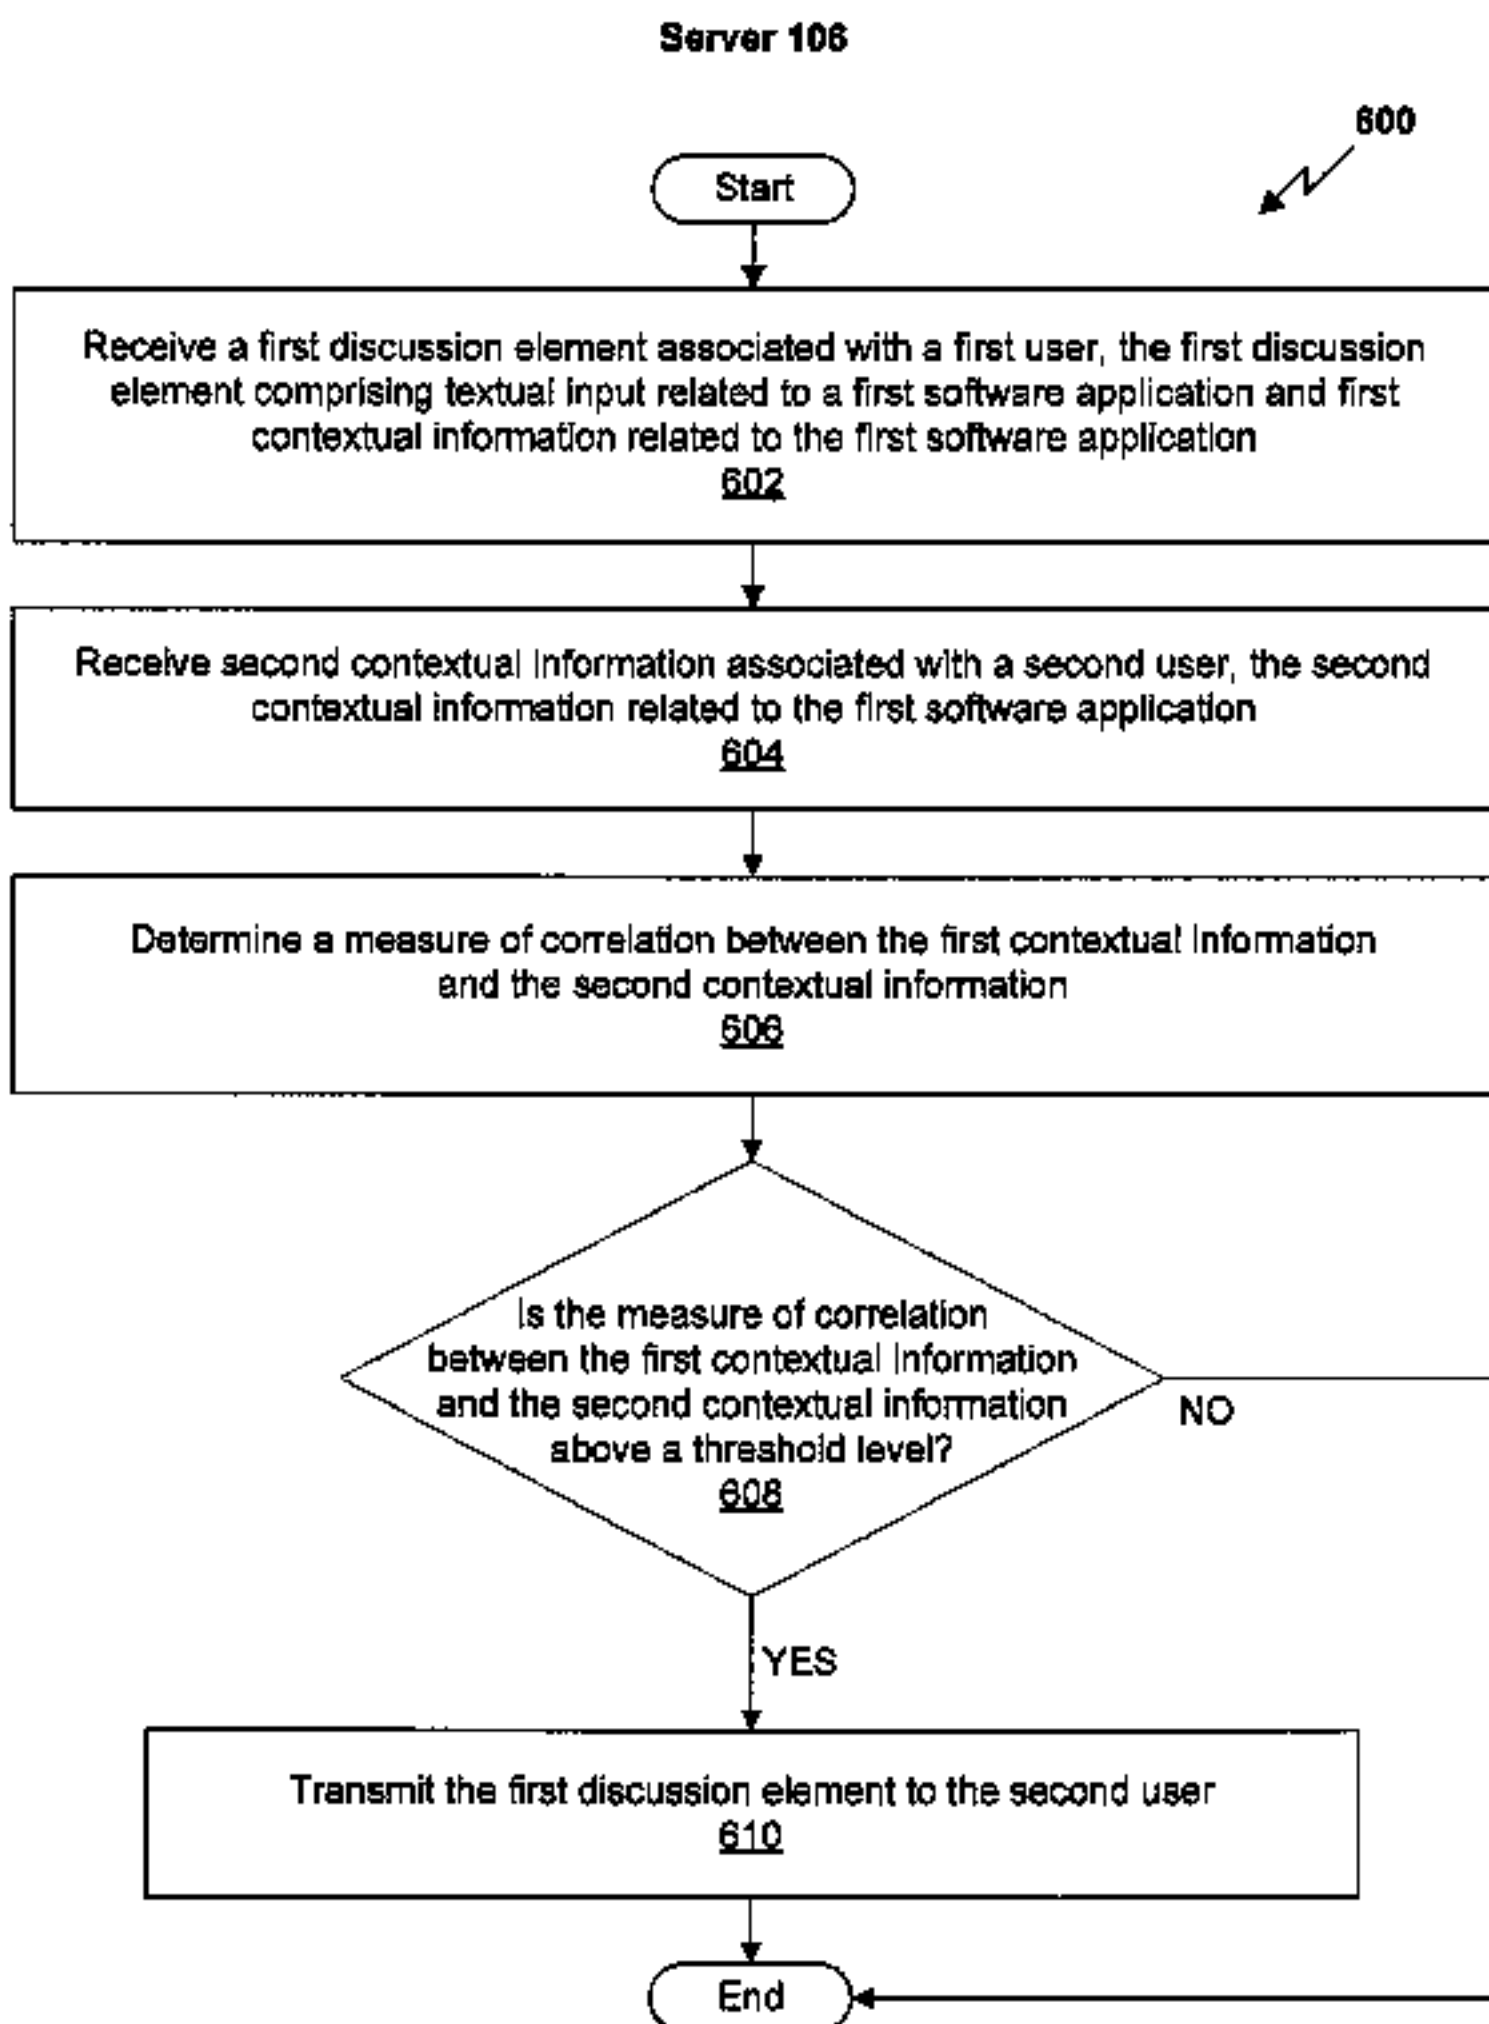 Server 106
600
Start
Receive a first discussion element associated with a first user, the first discussion
element comprising textual input related to a first software application and first
contextual information related to the first software application
602
Receive second contextual information associated with a second user, the second
contextual information related to the first software application
604
Determine a measure of correlation between the first contextual information
and the second contextual information
606
Is the measure of correlation
between the first contextual information
and the second contextual information
above a threshold level?
608
NO
YES
Transmit the first discussion element to the second user
610
End